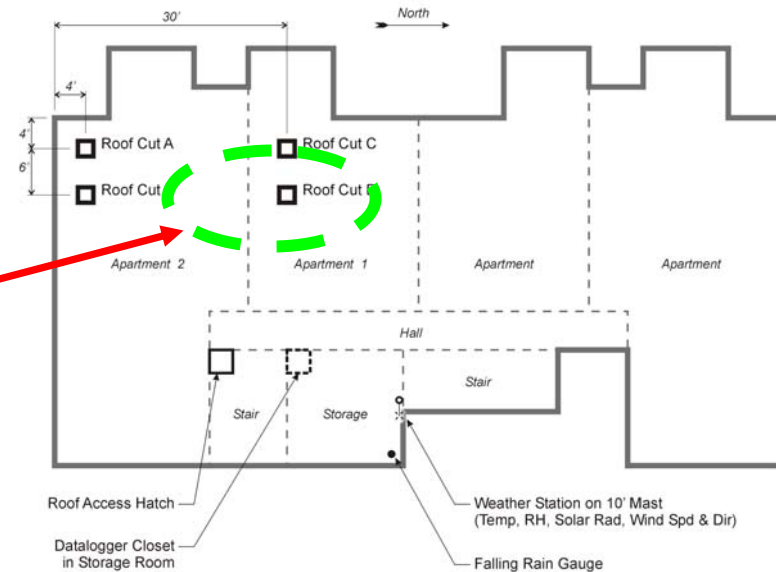 30'
North
4'
4'
Roof Cut A
Roof Cut C
6'
Roof Cut
Roof Cut
Apartment 2
Apartment 1
Apartment
Apartment
Hall
Stair
Stair
Storage
Roof Access Hatch
Weather Station on 10' Mast
(Temp, RH, Solar Rad, Wind Spd & Dir)
Datalogger Closet
in Storage Room
Falling Rain Gauge